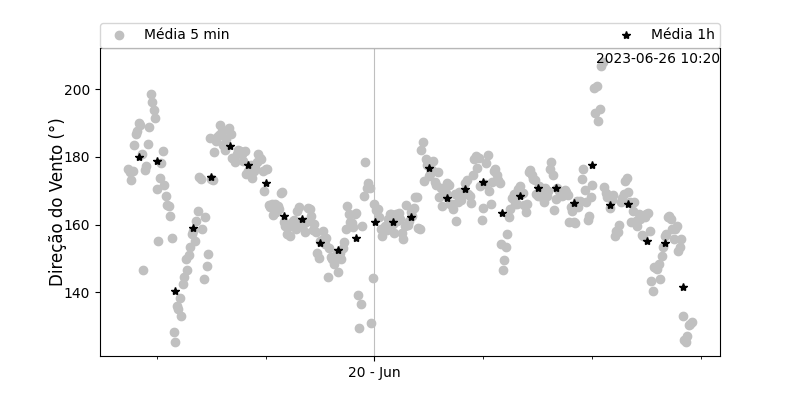 Média 5 min
Média 1h
2023-06-26 10:20
Direção do Vento (°)
200
180
160
140
20 - Jun